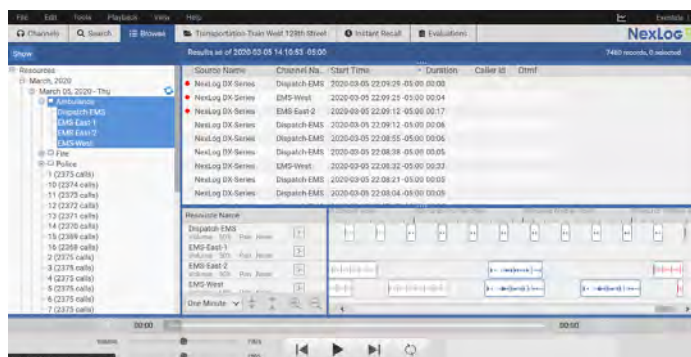 File Edit Tools Playback View Help
Channels Search Browse Transportation-Train West 129th Street Instant Recall Evaluations NexLog
Show Results as of 2020-03-05 14:10:53 -05:00 7480 records, 0 selected
Resources
March, 2020
March 05, 2020 - Thu
Ambulance
Dispatch-EMS
EMS-East-1
EMS-East-2
EMS-West
Fire
Police
1 (2375 calls)
10 (2374 calls)
11 (2373 calls)
12 (2372 calls)
13 (2371 calls)
14 (2370 calls)
15 (2369 calls)
16 (2368 calls)
2 (2375 calls)
3 (2375 calls)
4 (2375 calls)
5 (2375 calls)
6 (2375 calls)
7 (2375 calls)
Source Name Channel Na... Start Time Duration Caller Id Dtmf
NexLog DX-Series Dispatch-EMS 2020-03-05 22:09:29 -05:00 00:00
NexLog DX-Series EMS-West 2020-03-05 22:09:25 -05:00 00:04
NexLog DX-Series EMS-East-2 2020-03-05 22:09:12 -05:00 00:17
NexLog DX-Series Dispatch-EMS 2020-03-05 22:09:12 -05:00 00:06
NexLog DX-Series Dispatch-EMS 2020-03-05 22:08:55 -05:00 00:06
NexLog DX-Series Dispatch-EMS 2020-03-05 22:08:38 -05:00 00:05
NexLog DX-Series EMS-West 2020-03-05 22:08:32 -05:00 00:33
NexLog DX-Series Dispatch-EMS 2020-03-05 22:08:21 -05:00 00:05
NexLog DX-Series Dispatch-EMS 2020-03-05 22:08:04 -05:00 00:05
Resource Name
Dispatch-EMS
Volume 50% Pan
EMS-East-1
Volume 50% Pan
EMS-East-2
Volume 50% Pan
EMS-West
One Minute
00:00 00:00